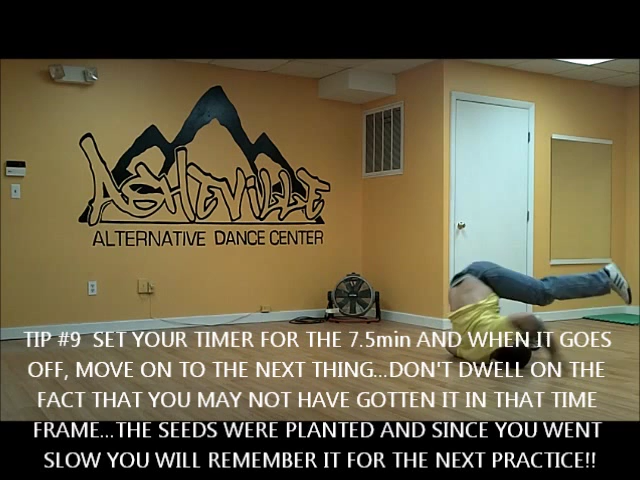 ASHEVILLE
ALTERNATIVE DANCE CENTER
TIP #9 SET YOUR TIMER FOR THE 7.5min AND WHEN IT GOES
OFF, MOVE ON TO THE NEXT THING...DON'T DWELL ON THE
FACT THAT YOU MAY NOT HAVE GOTTEN IT IN THAT TIME
FRAME...THE SEEDS WERE PLANTED AND SINCE YOU WENT
SLOW YOU WILL REMEMBER IT FOR THE NEXT PRACTICE!!